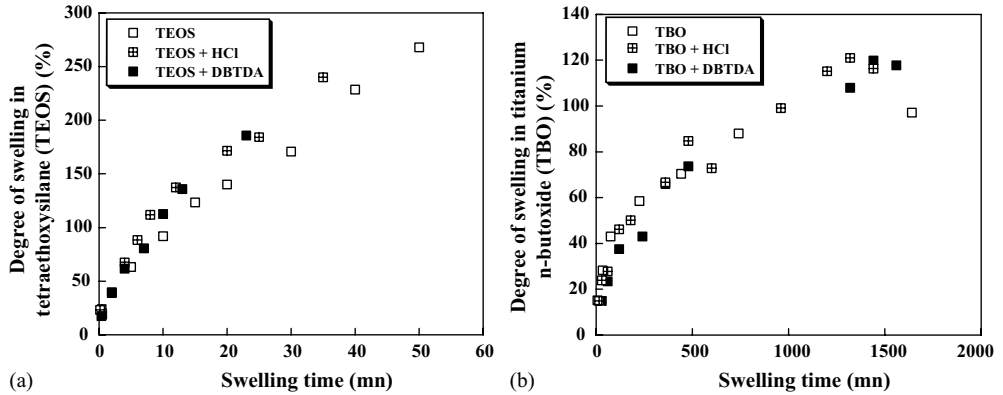 TEOS
TEOS + HCl
TEOS + DBTDA
Degree of swelling in
tetraethoxysilane (TEOS) (%)
300
250
200
150
100
50
0
0 10 20 30 40 50 60
(a) Swelling time (mn)
TBO
TBO + HCl
TBO + DBTDA
Degree of swelling in titanium
n-butoxide (TBO) (%)
140
120
100
80
60
40
20
0
0 500 1000 1500 2000
(b) Swelling time (mn)